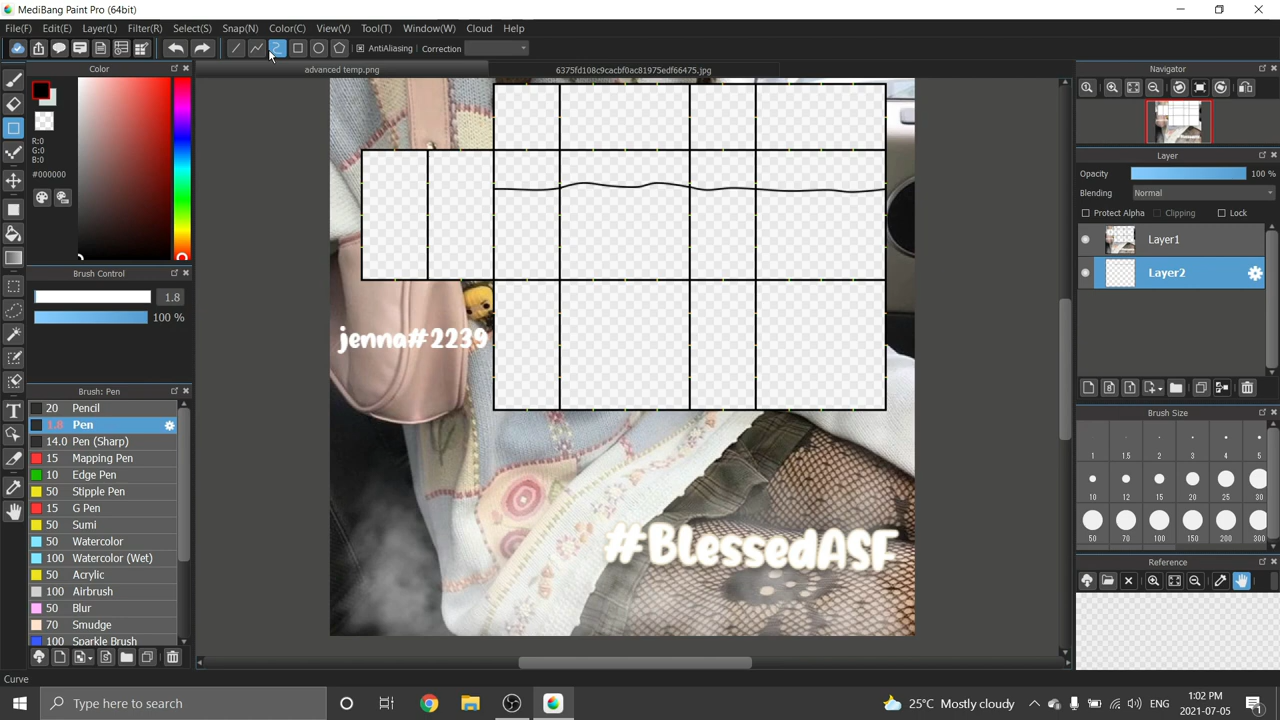 MediBang Paint Pro (64bit)
File(F) Edit(E) Layer(L) Filter(R) Select(S) Snap(N) Color(C) View(V) Tool(T) Window(W) Cloud Help
AntiAliasing Correction
Color
advanced temp.png
6375fd108c9cacbf0ac81975edf66475.jpg
R:0
G:0
B:0
#000000
Brush Control
1.8
100 %
Brush: Pen
20 Pencil
1.8 Pen
14.0 Pen (Sharp)
15 Mapping Pen
10 Edge Pen
50 Stipple Pen
15 G Pen
50 Sumi
50 Watercolor
100 Watercolor (Wet)
50 Acrylic
100 Airbrush
50 Blur
70 Smudge
100 Sparkle Brush
jenna#2239
#BlessedASF
Navigator
Layer
Opacity 100 %
Blending Normal
Protect Alpha Clipping Lock
Layer1
Layer2
Brush Size
1 1.5 2 3 4 5
10 12 15 20 25 30
50 70 100 150 200 300
Reference
Curve
Type here to search
25°C Mostly cloudy
ENG
1:02 PM
2021-07-05